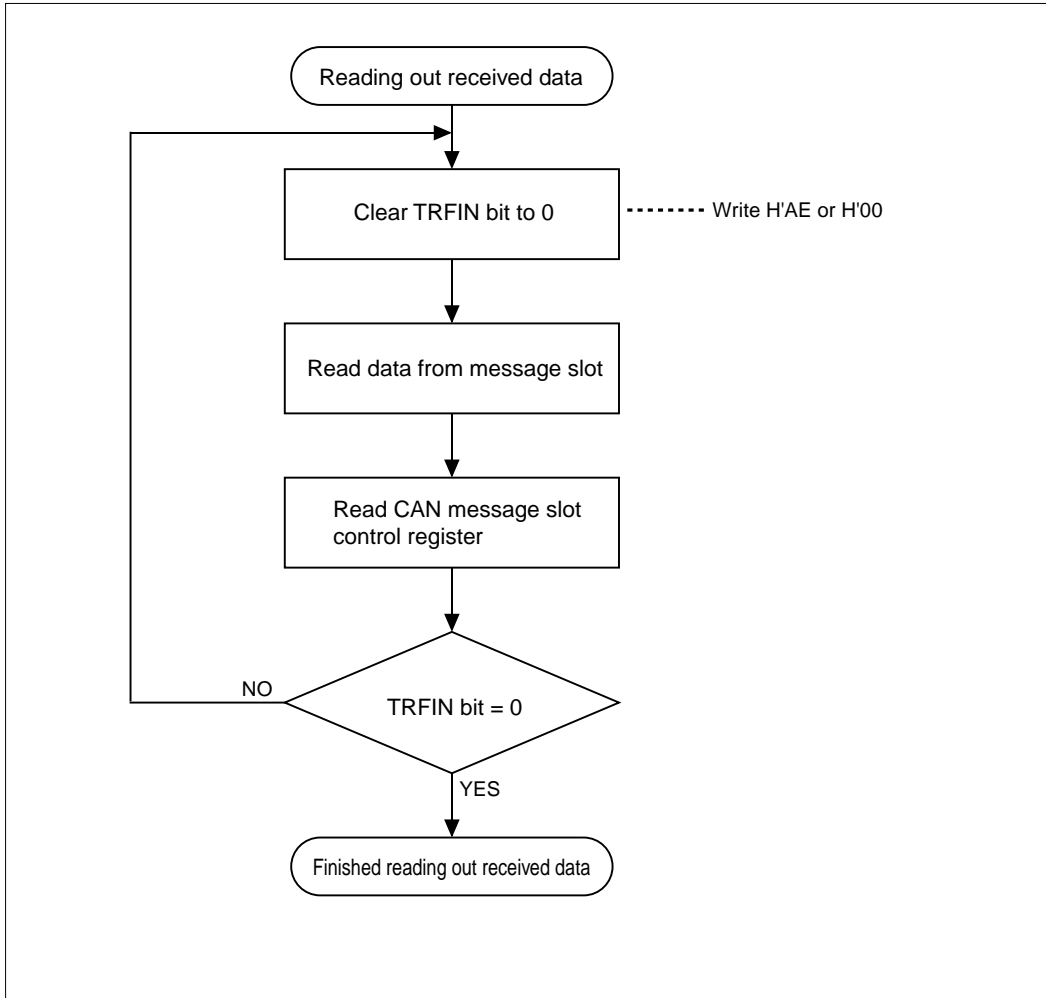 Reading out received data
Clear TRFIN bit to 0
Write H'AE or H'00
Read data from message slot
Read CAN message slot
control register
NO
TRFIN bit = 0
YES
Finished reading out received data